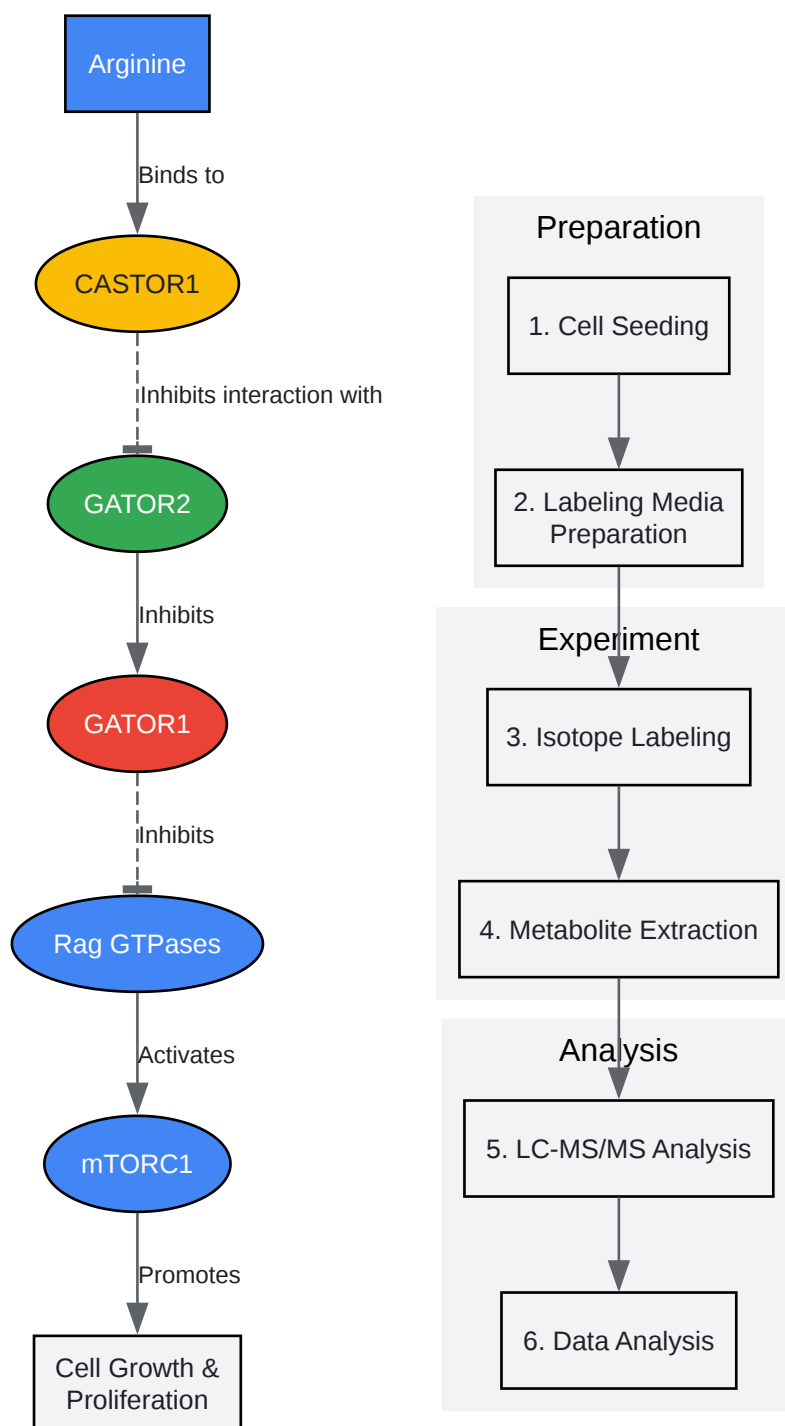 Arginine
Binds to
CASTOR1
Inhibits interaction with
GATOR2
Inhibits
GATOR1
Inhibits
Rag GTPases
Activates
mTORC1
Promotes
Cell Growth &
Proliferation
Preparation
1. Cell Seeding
2. Labeling Media
Preparation
Experiment
3. Isotope Labeling
4. Metabolite Extraction
Analysis
5. LC-MS/MS Analysis
6. Data Analysis